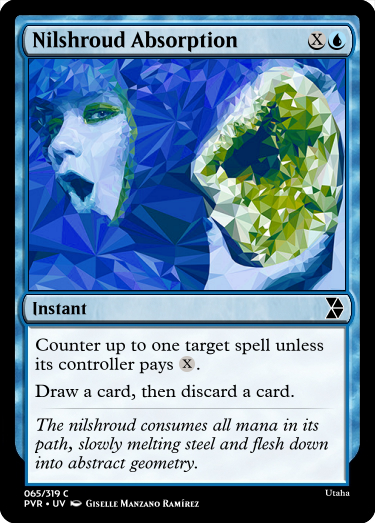 Nilshroud Absorption X
Instant
Counter up to one target spell unless
its controller pays X.
Draw a card, then discard a card.
The nilshroud consumes all mana in its
path, slowly melting steel and flesh down
into abstract geometry.
065/319 C
Utaha
PVR • UV Giselle Manzano Ramírez